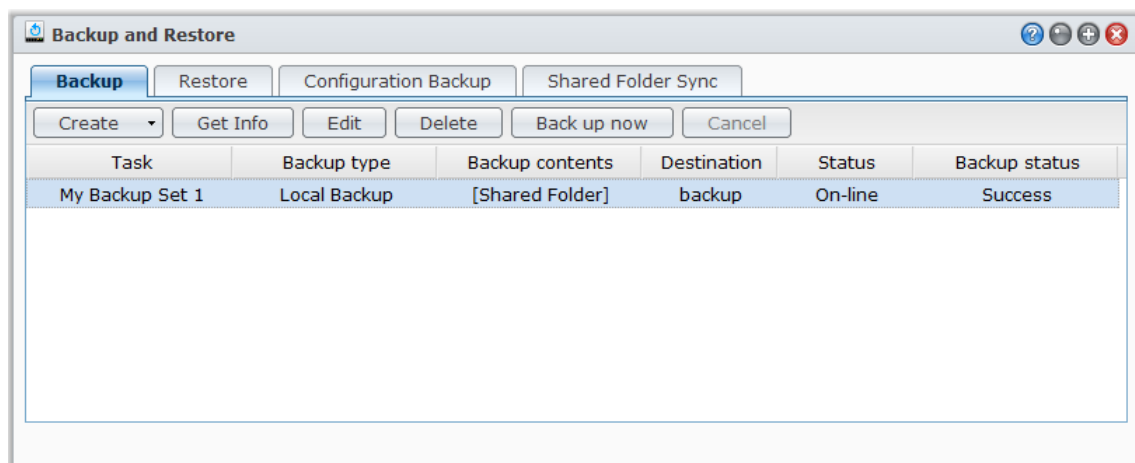 Backup and Restore
Backup Restore Configuration Backup Shared Folder Sync
Create Get Info Edit Delete Back up now Cancel
Task Backup type Backup contents Destination Status Backup status
My Backup Set 1 Local Backup [Shared Folder] backup On-line Success